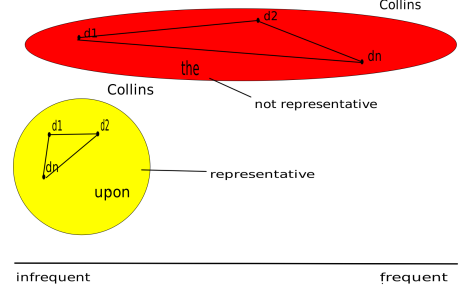 Collins
d2
d1
dn
the
not representative
Collins
d1 d2
dn
representative
upon
infrequent frequent